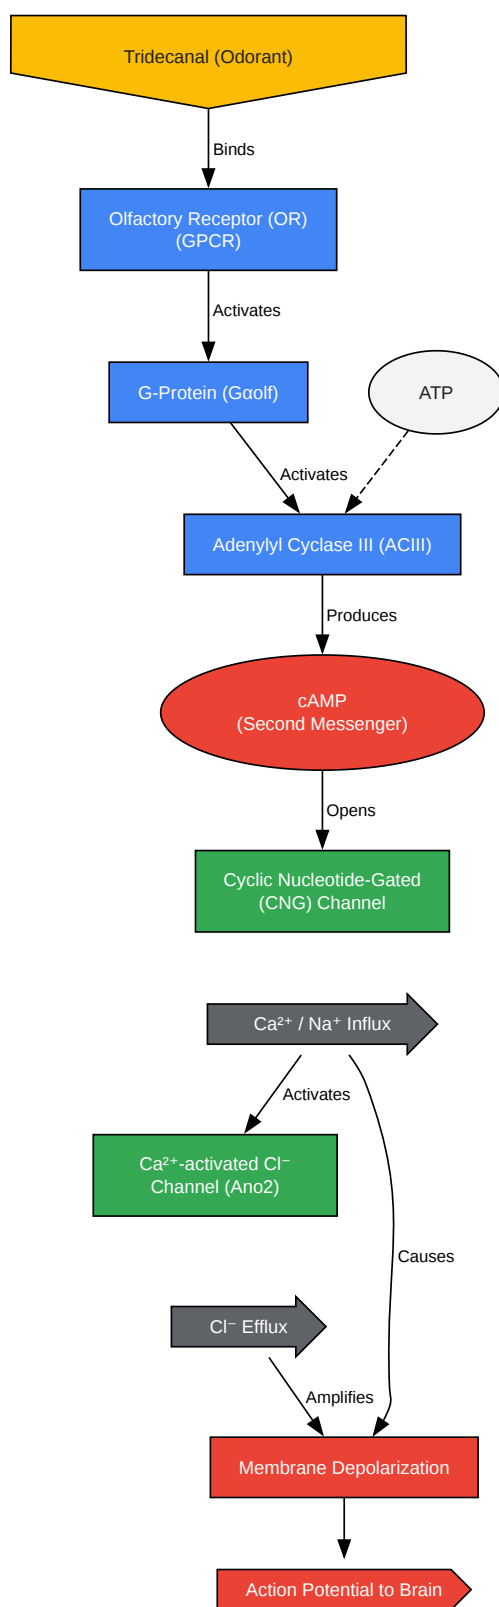 Tridecanal (Odorant)
Binds
Olfactory Receptor (OR)
(GPCR)
Activates
G-Protein (Gαolf)
ATP
Activates
Adenylyl Cyclase III (ACIII)
Produces
cAMP
(Second Messenger)
Opens
Cyclic Nucleotide-Gated
(CNG) Channel
Ca²⁺ / Na⁺ Influx
Activates
Ca²⁺-activated Cl⁻
Channel (Ano2)
Causes
Cl⁻ Efflux
Amplifies
Membrane Depolarization
Action Potential to Brain